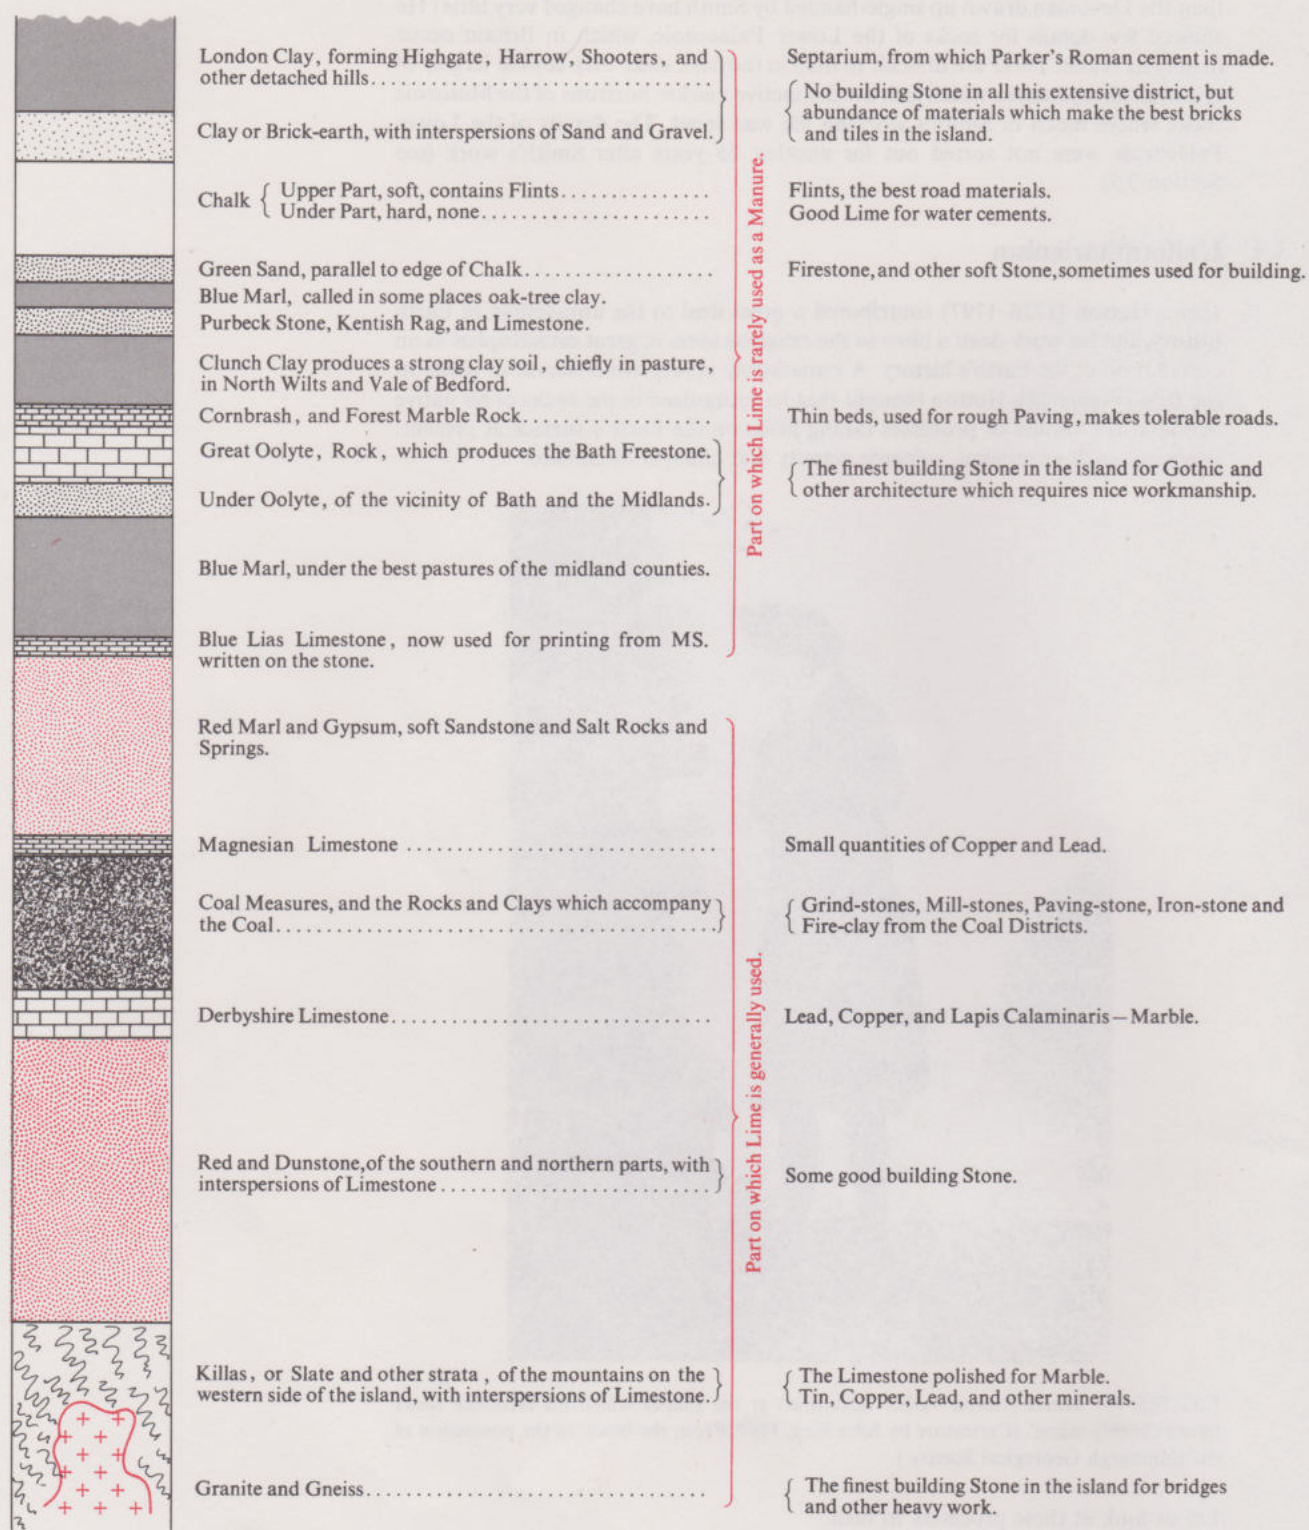 London Clay, forming Highgate, Harrow, Shooters, and
other detached hills........................................
Septarium, from which Parker's Roman cement is made.
Clay or Brick-earth, with interspersions of Sand and Gravel.
No building Stone in all this extensive district, but
abundance of materials which make the best bricks
and tiles in the island.
Chalk
Upper Part, soft, contains Flints..................
Under Part, hard, none...........................
Flints, the best road materials.
Good Lime for water cements.
Green Sand, parallel to edge of Chalk......................
Firestone, and other soft Stone, sometimes used for building.
Blue Marl, called in some places oak-tree clay.
Purbeck Stone, Kentish Rag, and Limestone.
Clunch Clay produces a strong clay soil, chiefly in pasture,
in North Wilts and Vale of Bedford.
Cornbrash, and Forest Marble Rock......................
Thin beds, used for rough Paving, makes tolerable roads.
Great Oolyte, Rock, which produces the Bath Freestone.
Under Oolyte, of the vicinity of Bath and the Midlands.
The finest building Stone in the island for Gothic and
other architecture which requires nice workmanship.
Blue Marl, under the best pastures of the midland counties.
Blue Lias Limestone, now used for printing from MS.
written on the stone.
Part on which Lime is rarely used as a Manure.
Red Marl and Gypsum, soft Sandstone and Salt Rocks and
Springs.
Magnesian Limestone ...............................
Small quantities of Copper and Lead.
Coal Measures, and the Rocks and Clays which accompany
the Coal............................................
Grind-stones, Mill-stones, Paving-stone, Iron-stone and
Fire-clay from the Coal Districts.
Derbyshire Limestone................................
Lead, Copper, and Lapis Calaminaris—Marble.
Red and Dunstone, of the southern and northern parts, with
interspersions of Limestone...........................
Some good building Stone.
Killas, or Slate and other strata, of the mountains on the
western side of the island, with interspersions of Limestone.
The Limestone polished for Marble.
Tin, Copper, Lead, and other minerals.
Granite and Gneiss..................................
The finest building Stone in the island for bridges
and other heavy work.
Part on which Lime is generally used.